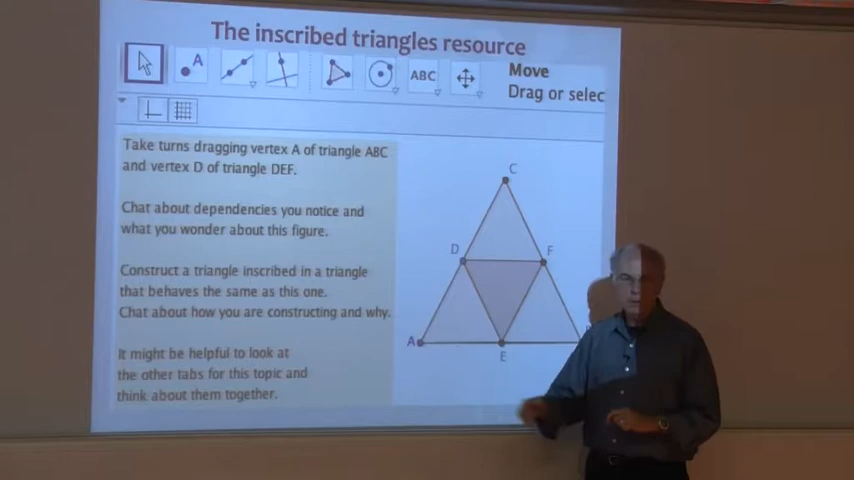 The inscribed triangles resource
A
ABC
Move
Drag or selec
Take turns dragging vertex A of triangle ABC
and vertex D of triangle DEF.
Chat about dependencies you notice and
what you wonder about this figure.
Construct a triangle inscribed in a triangle
that behaves the same as this one.
Chat about how you are constructing and why.
It might be helpful to look at
the other tabs for this topic and
think about them together.
C
D
F
A
E